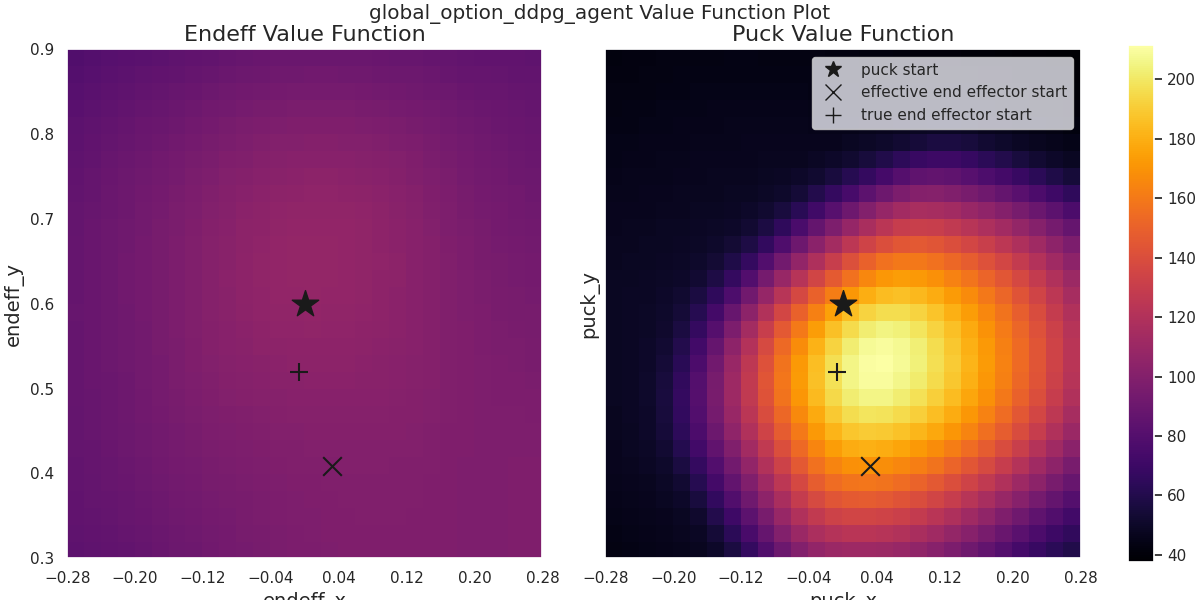 global_option_ddpg_agent Value Function Plot
Endeff Value Function
Puck Value Function
puck start
effective end effector start
true end effector start
0.9
0.8
0.7
0.6
0.5
0.4
0.3
endeff_y
−0.28 −0.20 −0.12 −0.04 0.04 0.12 0.20 0.28
endeff_x
puck_y
−0.28 −0.20 −0.12 −0.04 0.04 0.12 0.20 0.28
puck_x
200
180
160
140
120
100
80
60
40